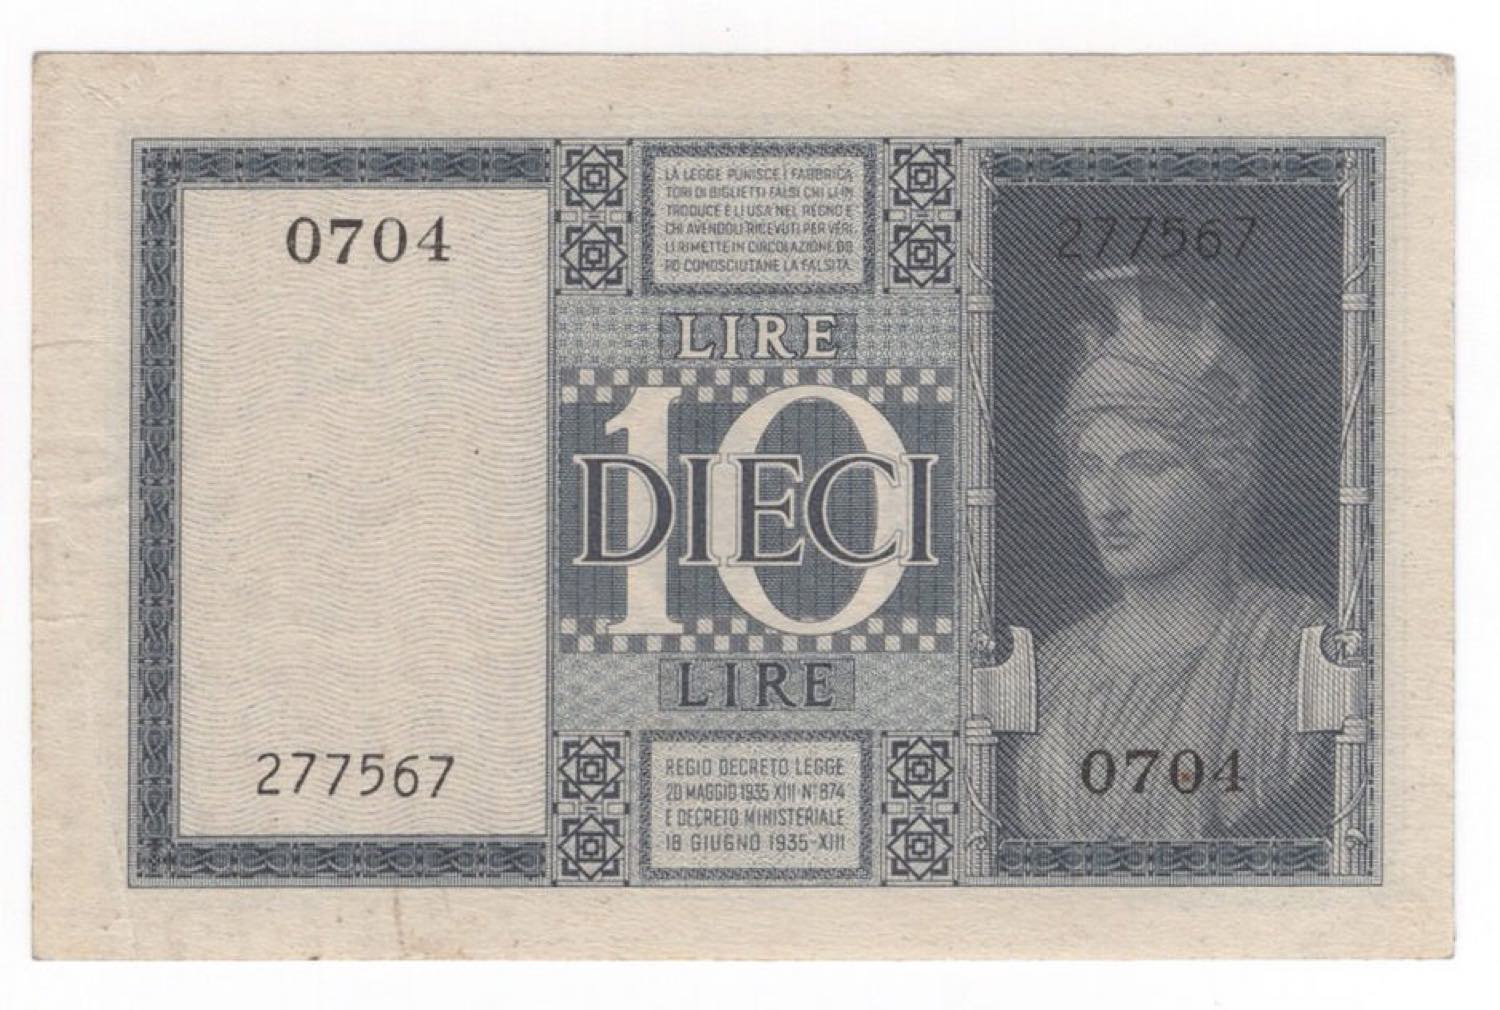 0704
277567
LA LEGGE PUNISCE I FABBRICA
TORI DI BIGLIETTI FALSI CHI LI IN
TRODUCE E LI USA NEL REGNO E
CHI AVENDOLI RICEVUTI PER VERI
LI RIMETTE IN CIRCOLAZIONE DO
PO CONOSCIUTANE LA FALSITA
LIRE
10
DIECI
LIRE
REGIO DECRETO LEGGE
20 MAGGIO 1935 XIII N° 874
E DECRETO MINISTERIALE
18 GIUGNO 1935-XIII
277567
0704